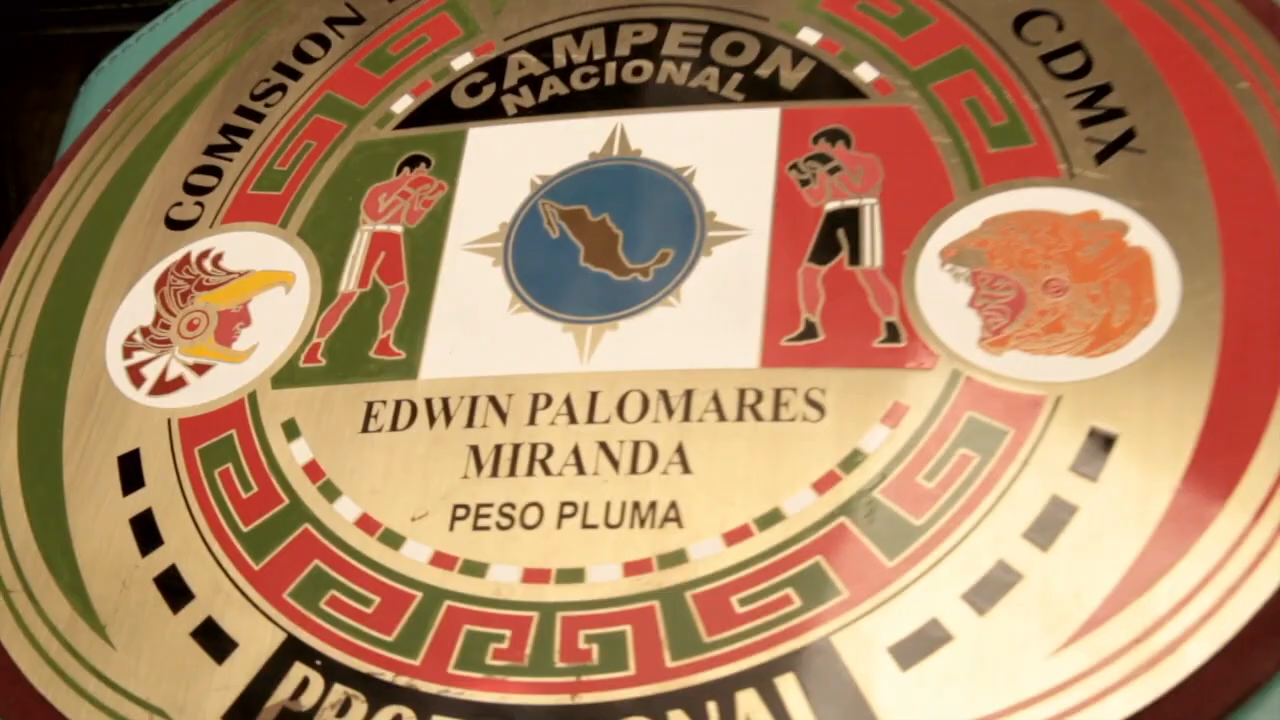 COMISION
CDMX
CAMPEON
NACIONAL
EDWIN PALOMARES
MIRANDA
PESO PLUMA